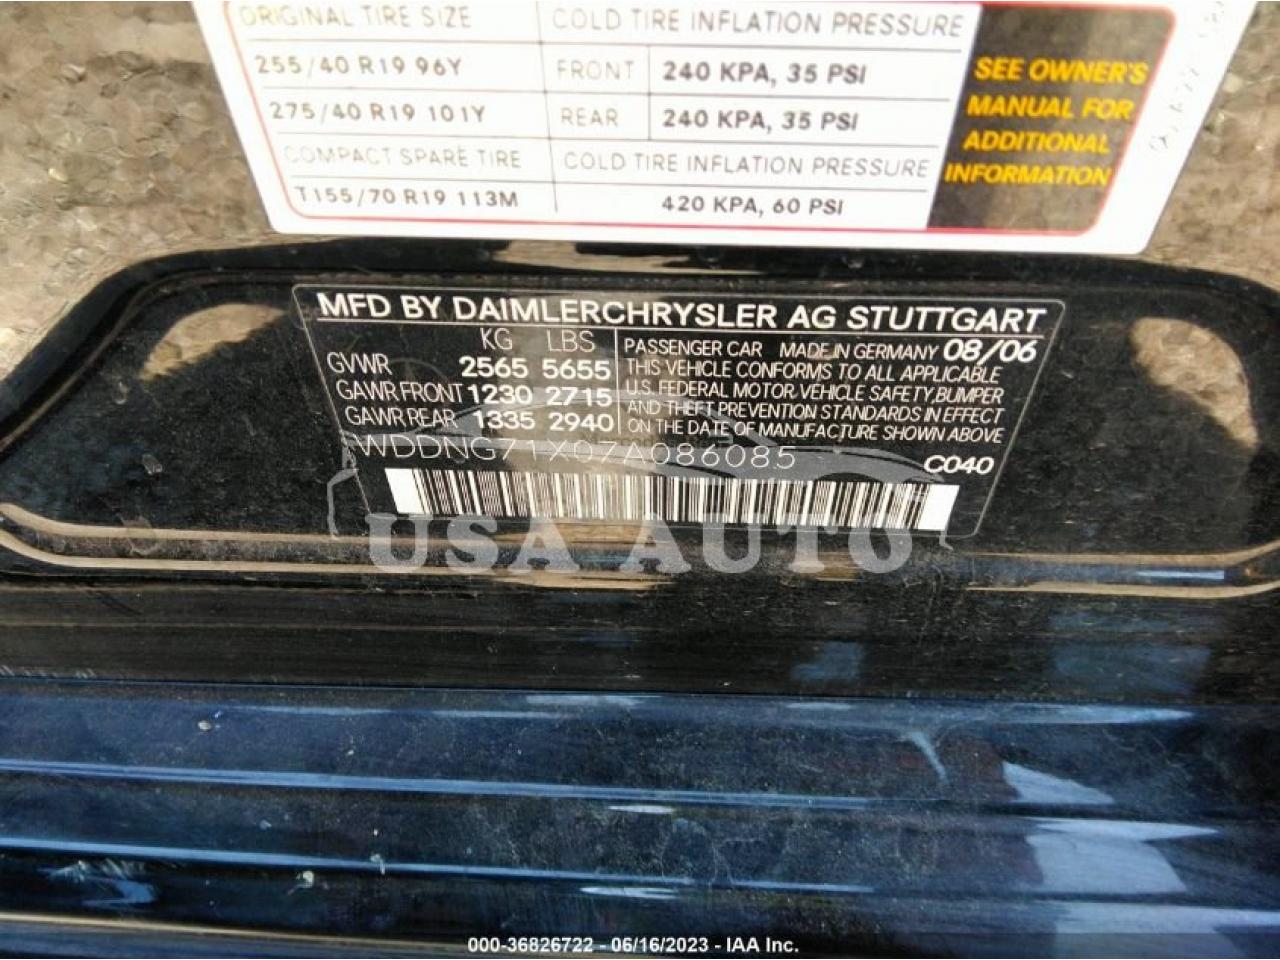 ORIGINAL TIRE SIZE COLD TIRE INFLATION PRESSURE
255/40 R19 96Y FRONT 240 KPA, 35 PSI
275/40 R19 101Y REAR 240 KPA, 35 PSI
COMPACT SPARE TIRE COLD TIRE INFLATION PRESSURE
T155/70 R19 113M 420 KPA, 60 PSI
SEE OWNER'S
MANUAL FOR
ADDITIONAL
INFORMATION
MFD BY DAIMLERCHRYSLER AG STUTTGART
KG LBS
GVWR 2565 5655
GAWR FRONT 1230 2715
GAWR REAR 1335 2940
PASSENGER CAR MADE IN GERMANY 08/06
THIS VEHICLE CONFORMS TO ALL APPLICABLE
U.S. FEDERAL MOTOR VEHICLE SAFETY, BUMPER
AND THEFT PREVENTION STANDARDS IN EFFECT
ON THE DATE OF MANUFACTURE SHOWN ABOVE
WDDNG71X07A086085 C040
USA AUTO
000-36826722 - 06/16/2023 - IAA Inc.